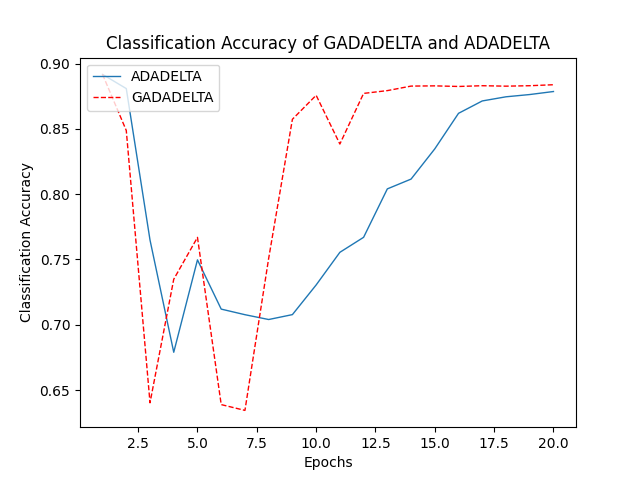 Classification Accuracy of GADADELTA and ADADELTA
ADADELTA
GADADELTA
Classification Accuracy
0.90
0.85
0.80
0.75
0.70
0.65
2.5 5.0 7.5 10.0 12.5 15.0 17.5 20.0
Epochs